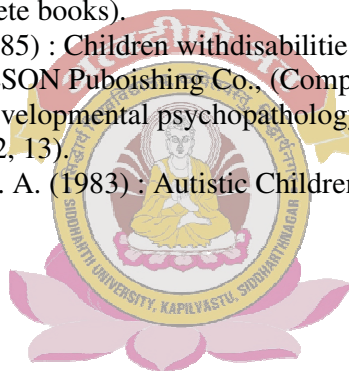 ete books).
85) : Children withdisabilitie
SON Puboishing Co., (Comp
velopmental psychopathology
2, 13).
. A. (1983) : Autistic Children
SIDDHARTH UNIVERSITY, KAPILVASTU, SIDDHARTHNAGAR